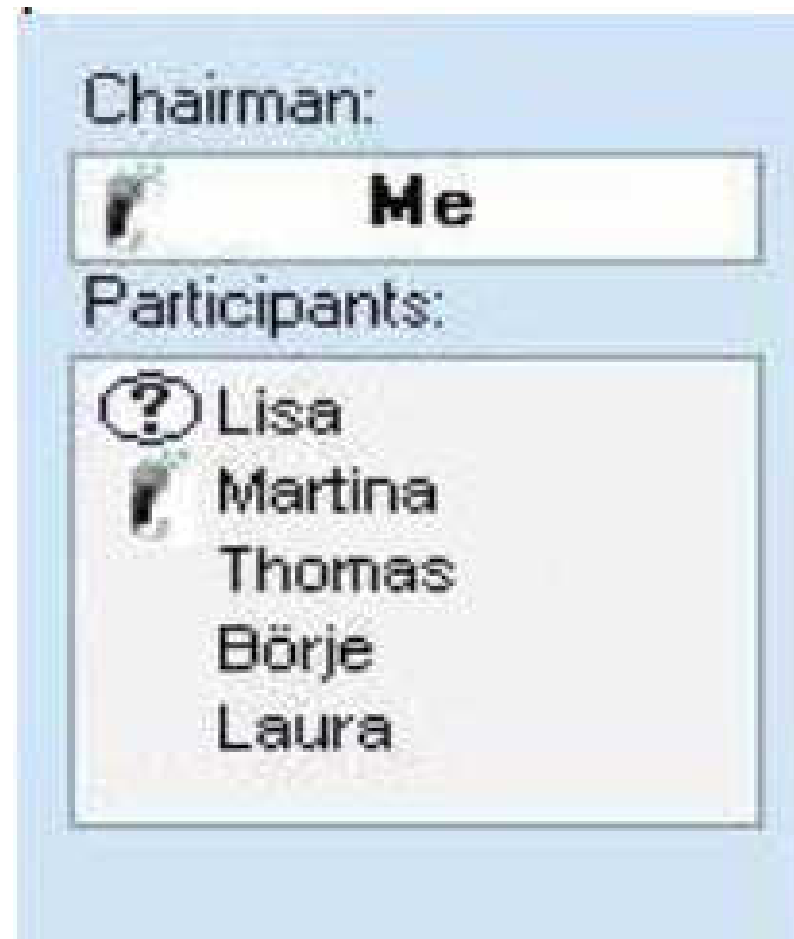 Chairman:
Me
Participants:
? Lisa
Martina
Thomas
Börje
Laura